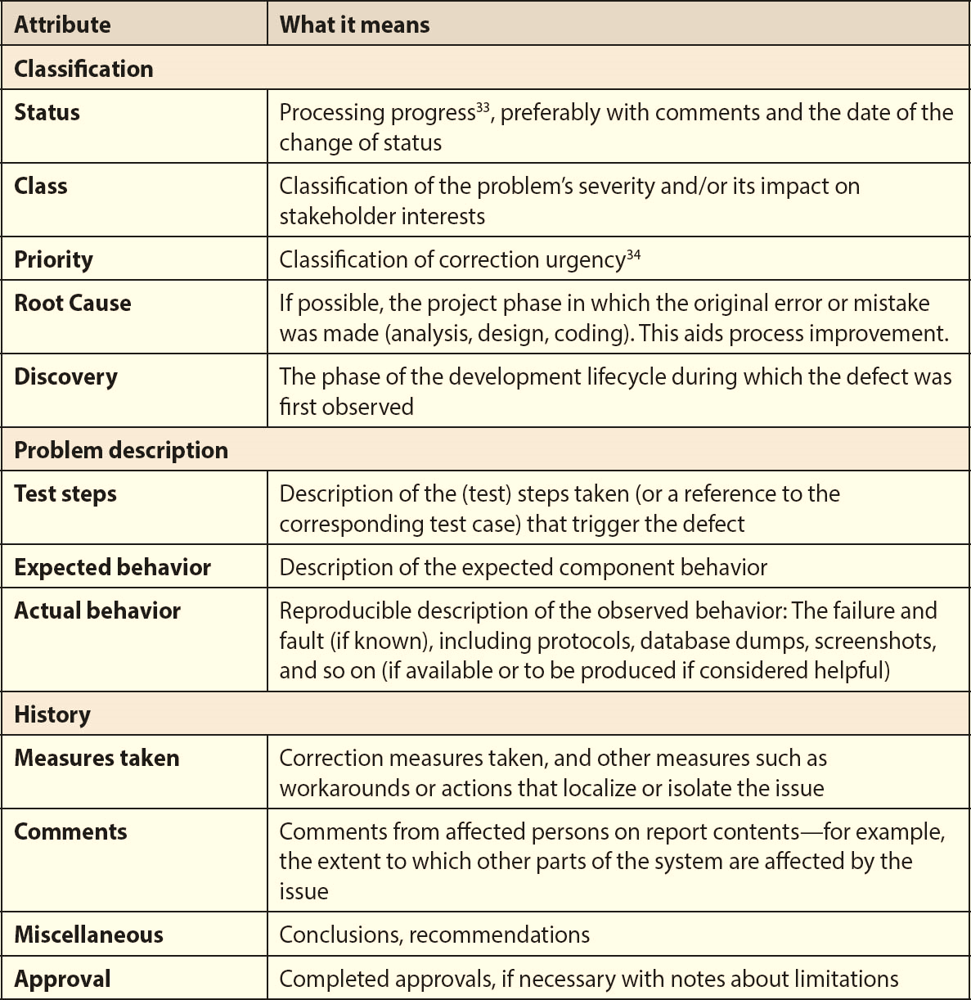 Attribute What it means
Classification
Status Processing progress³³, preferably with comments and the date of the
change of status
Class Classification of the problem’s severity and/or its impact on
stakeholder interests
Priority Classification of correction urgency³⁴
Root Cause If possible, the project phase in which the original error or mistake
was made (analysis, design, coding). This aids process improvement.
Discovery The phase of the development lifecycle during which the defect was
first observed
Problem description
Test steps Description of the (test) steps taken (or a reference to the
corresponding test case) that trigger the defect
Expected behavior Description of the expected component behavior
Actual behavior Reproducible description of the observed behavior: The failure and
fault (if known), including protocols, database dumps, screenshots,
and so on (if available or to be produced if considered helpful)
History
Measures taken Correction measures taken, and other measures such as
workarounds or actions that localize or isolate the issue
Comments Comments from affected persons on report contents—for example,
the extent to which other parts of the system are affected by the
issue
Miscellaneous Conclusions, recommendations
Approval Completed approvals, if necessary with notes about limitations